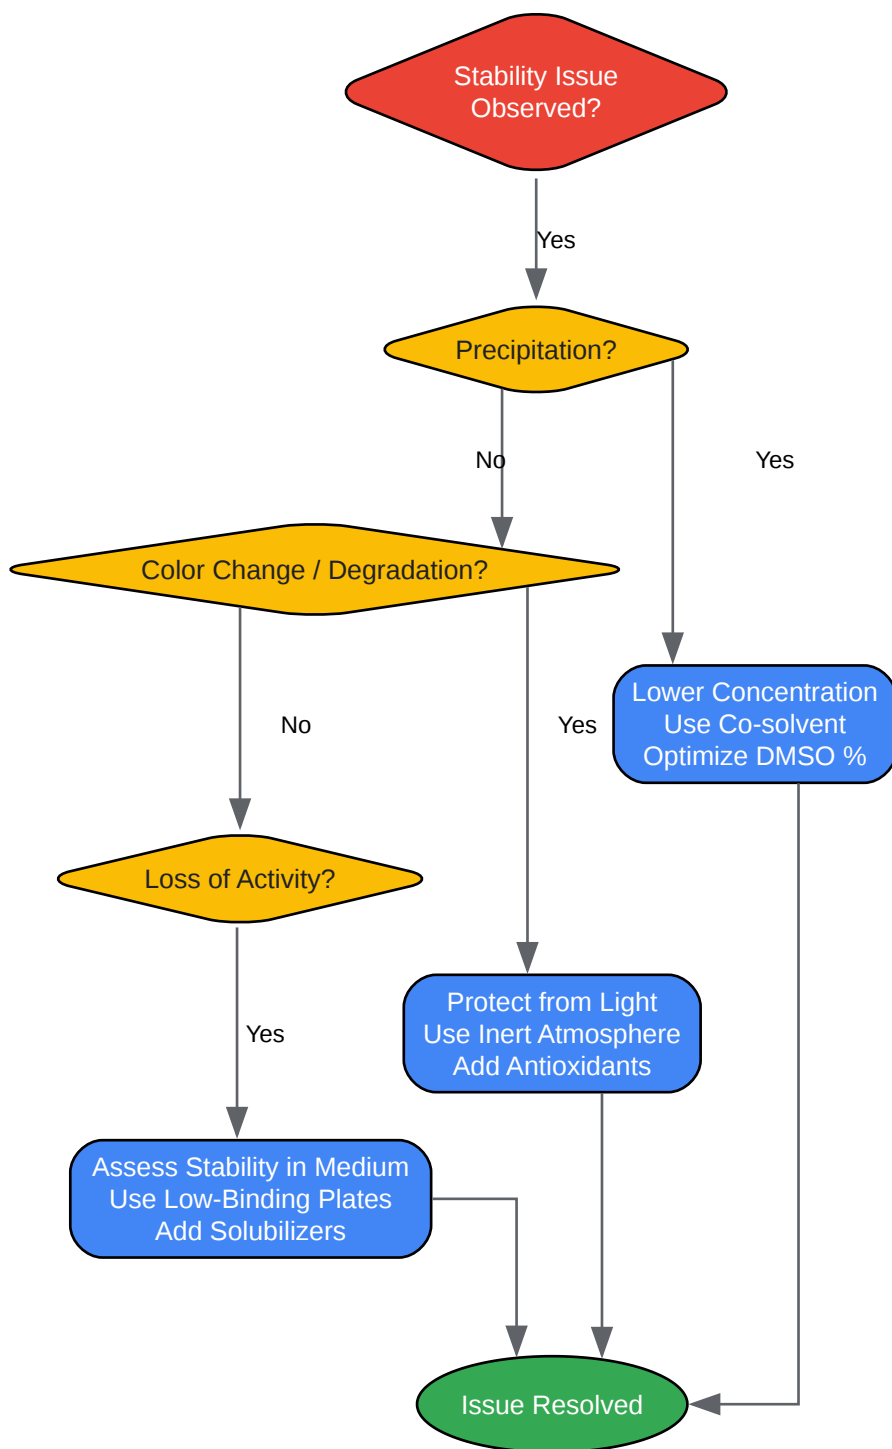 Stability Issue
Observed?
Yes
Precipitation?
No
Yes
Color Change / Degradation?
No
Yes
Lower Concentration
Use Co-solvent
Optimize DMSO %
Loss of Activity?
Yes
Protect from Light
Use Inert Atmosphere
Add Antioxidants
Assess Stability in Medium
Use Low-Binding Plates
Add Solubilizers
Issue Resolved